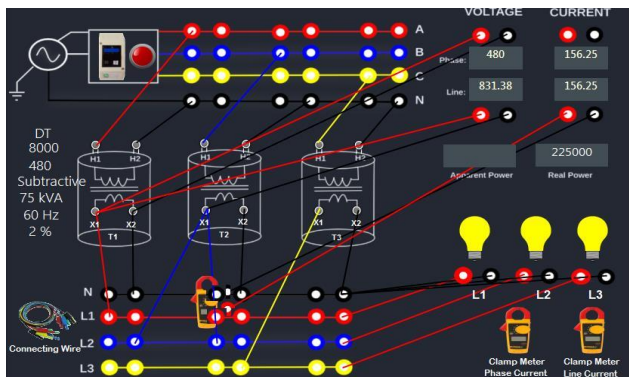 VOLTAGE CURRENT
A
B
C
N
Phase: 480 156.25
Line: 831.38 156.25
DT
8000
480
Subtractive
75 kVA
60 Hz
2 %
H1 H2 H1 H2 H1 H2
225000
Apparent Power Real Power
X1 X2 X1 X2 X1 X2
T1 T2 T3
N
L1
L2
L3
L1 L2 L3
Connecting Wire
Clamp Meter
Phase Current
Clamp Meter
Line Current